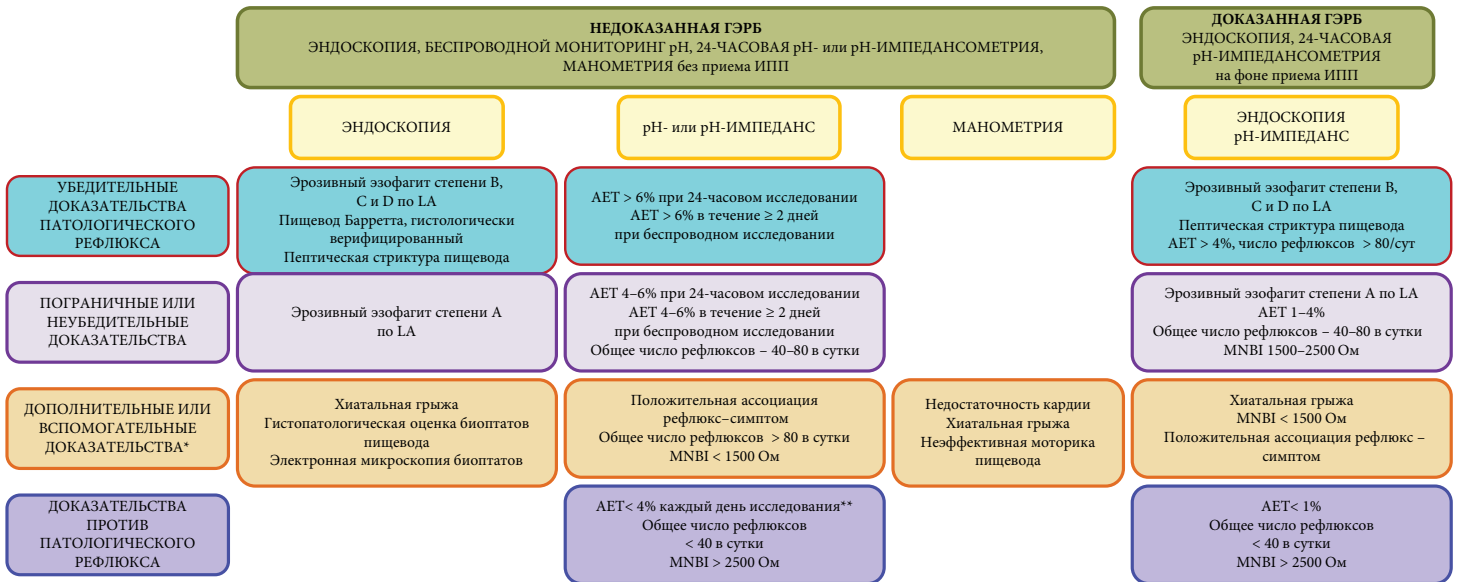 НЕДОКАЗАННАЯ ГЭРБ
ЭНДОСКОПИЯ, БЕСПРОВОДНОЙ МОНИТОРИНГ pH, 24-ЧАСОВАЯ pH- или pH-ИМПЕДАНСОМЕТРИЯ,
МАНОМЕТРИЯ без приема ИПП
ДОКАЗАННАЯ ГЭРБ
ЭНДОСКОПИЯ, 24-ЧАСОВАЯ
pH-ИМПЕДАНСОМЕТРИЯ
на фоне приема ИПП
ЭНДОСКОПИЯ
pH- или pH-ИМПЕДАНС
МАНОМЕТРИЯ
ЭНДОСКОПИЯ
pH-ИМПЕДАНС
УБЕДИТЕЛЬНЫЕ
ДОКАЗАТЕЛЬСТВА
ПАТОЛОГИЧЕСКОГО
РЕФЛЮКСА
Эрозивный эзофагит степени B,
C и D по LA
Пищевод Барретта, гистологически
верифицированный
Пептическая стриктура пищевода
AET > 6% при 24-часовом исследовании
AET > 6% в течение ≥ 2 дней
при беспроводном исследовании
Эрозивный эзофагит степени B,
C и D по LA
Пептическая структура пищевода
AET > 4%, число рефлюксов > 80/сут
ПОГРАНИЧНЫЕ ИЛИ
НЕУБЕДИТЕЛЬНЫЕ
ДОКАЗАТЕЛЬСТВА
Эрозивный эзофагит степени A
по LA
AET 4–6% при 24-часовом исследовании
AET 4–6% в течение ≥ 2 дней
при беспроводном исследовании
Общее число рефлюксов – 40–80 в сутки
Эрозивный эзофагит степени A по LA
AET 1–4%
Общее число рефлюксов – 40–80 в сутки
MNBI 1500–2500 Ом
ДОПОЛНИТЕЛЬНЫЕ ИЛИ
ВСПОМОГАТЕЛЬНЫЕ
ДОКАЗАТЕЛЬСТВА*
Хиатальная грыжа
Гистопатологическая оценка биоптатов
пищевода
Электронная микроскопия биоптатов
Положительная ассоциация
рефлюкс–симптом
Общее число рефлюксов > 80 в сутки
MNBI < 1500 Ом
Недостаточность кардии
Хиатальная грыжа
Неэффективная моторика
пищевода
Хиатальная грыжа
MNBI < 1500 Ом
Положительная ассоциация рефлюкс –
симптом
ДОКАЗАТЕЛЬСТВА
ПРОТИВ
ПАТОЛОГИЧЕСКОГО
РЕФЛЮКСА
AET< 4% каждый день исследования**
Общее число рефлюксов
< 40 в сутки
MNBI > 2500 Ом
AET< 1%
Общее число рефлюксов
< 40 в сутки
MNBI > 2500 Ом